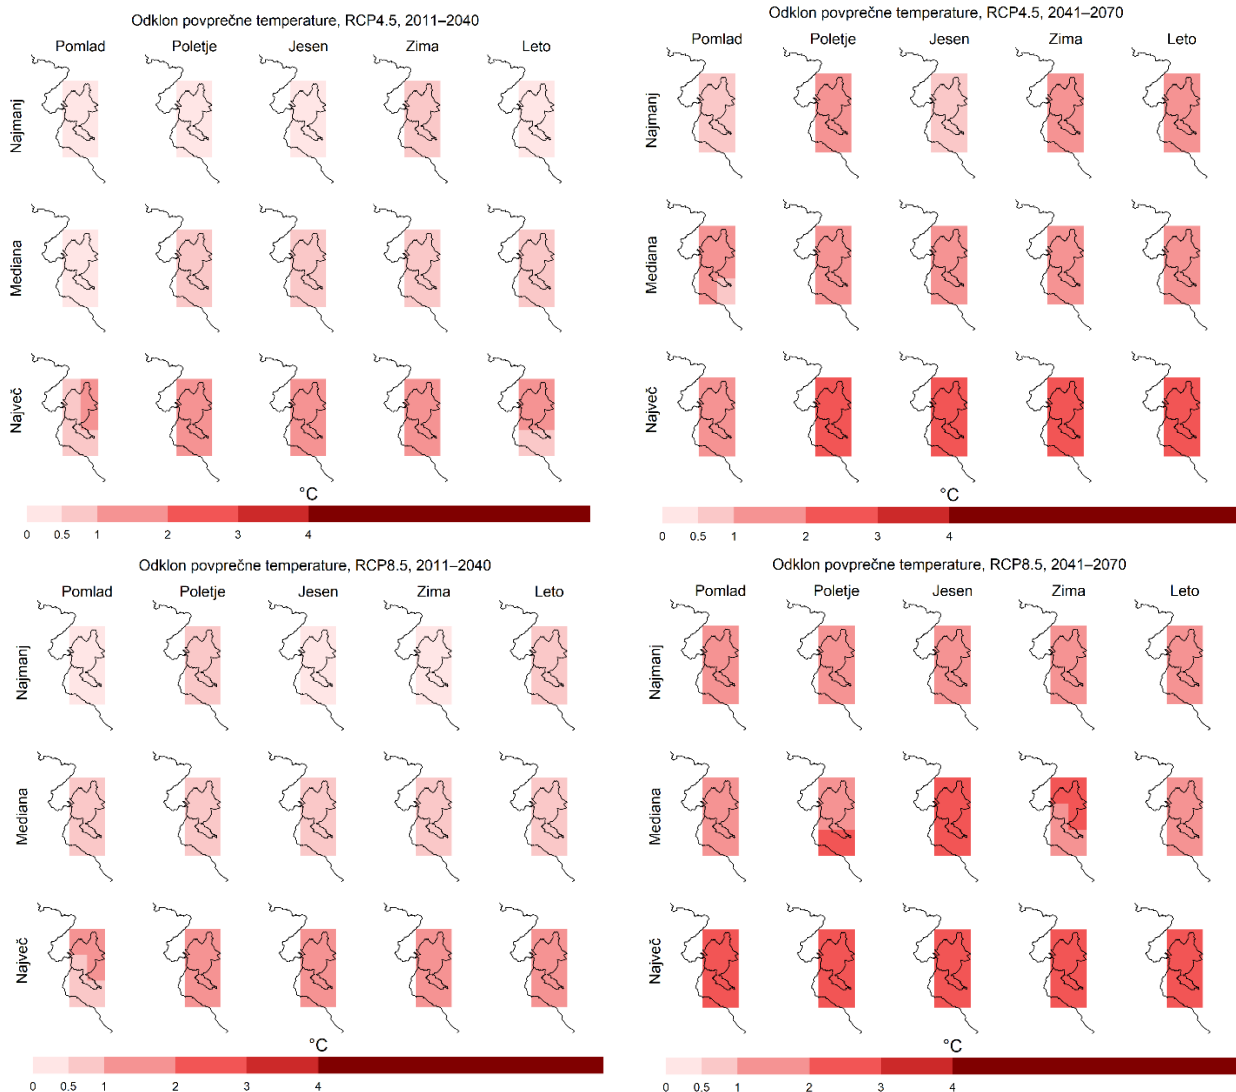 Odklon povprečne temperature, RCP4.5, 2011–2040
Pomlad Poletje Jesen Zima Leto
Najmanj
Mediana
Največ
°C
0 0.5 1 2 3 4
Odklon povprečne temperature, RCP4.5, 2041–2070
Pomlad Poletje Jesen Zima Leto
Najmanj
Mediana
Največ
°C
0 0.5 1 2 3 4
Odklon povprečne temperature, RCP8.5, 2011–2040
Pomlad Poletje Jesen Zima Leto
Najmanj
Mediana
Največ
°C
0 0.5 1 2 3 4
Odklon povprečne temperature, RCP8.5, 2041–2070
Pomlad Poletje Jesen Zima Leto
Najmanj
Mediana
Največ
°C
0 0.5 1 2 3 4